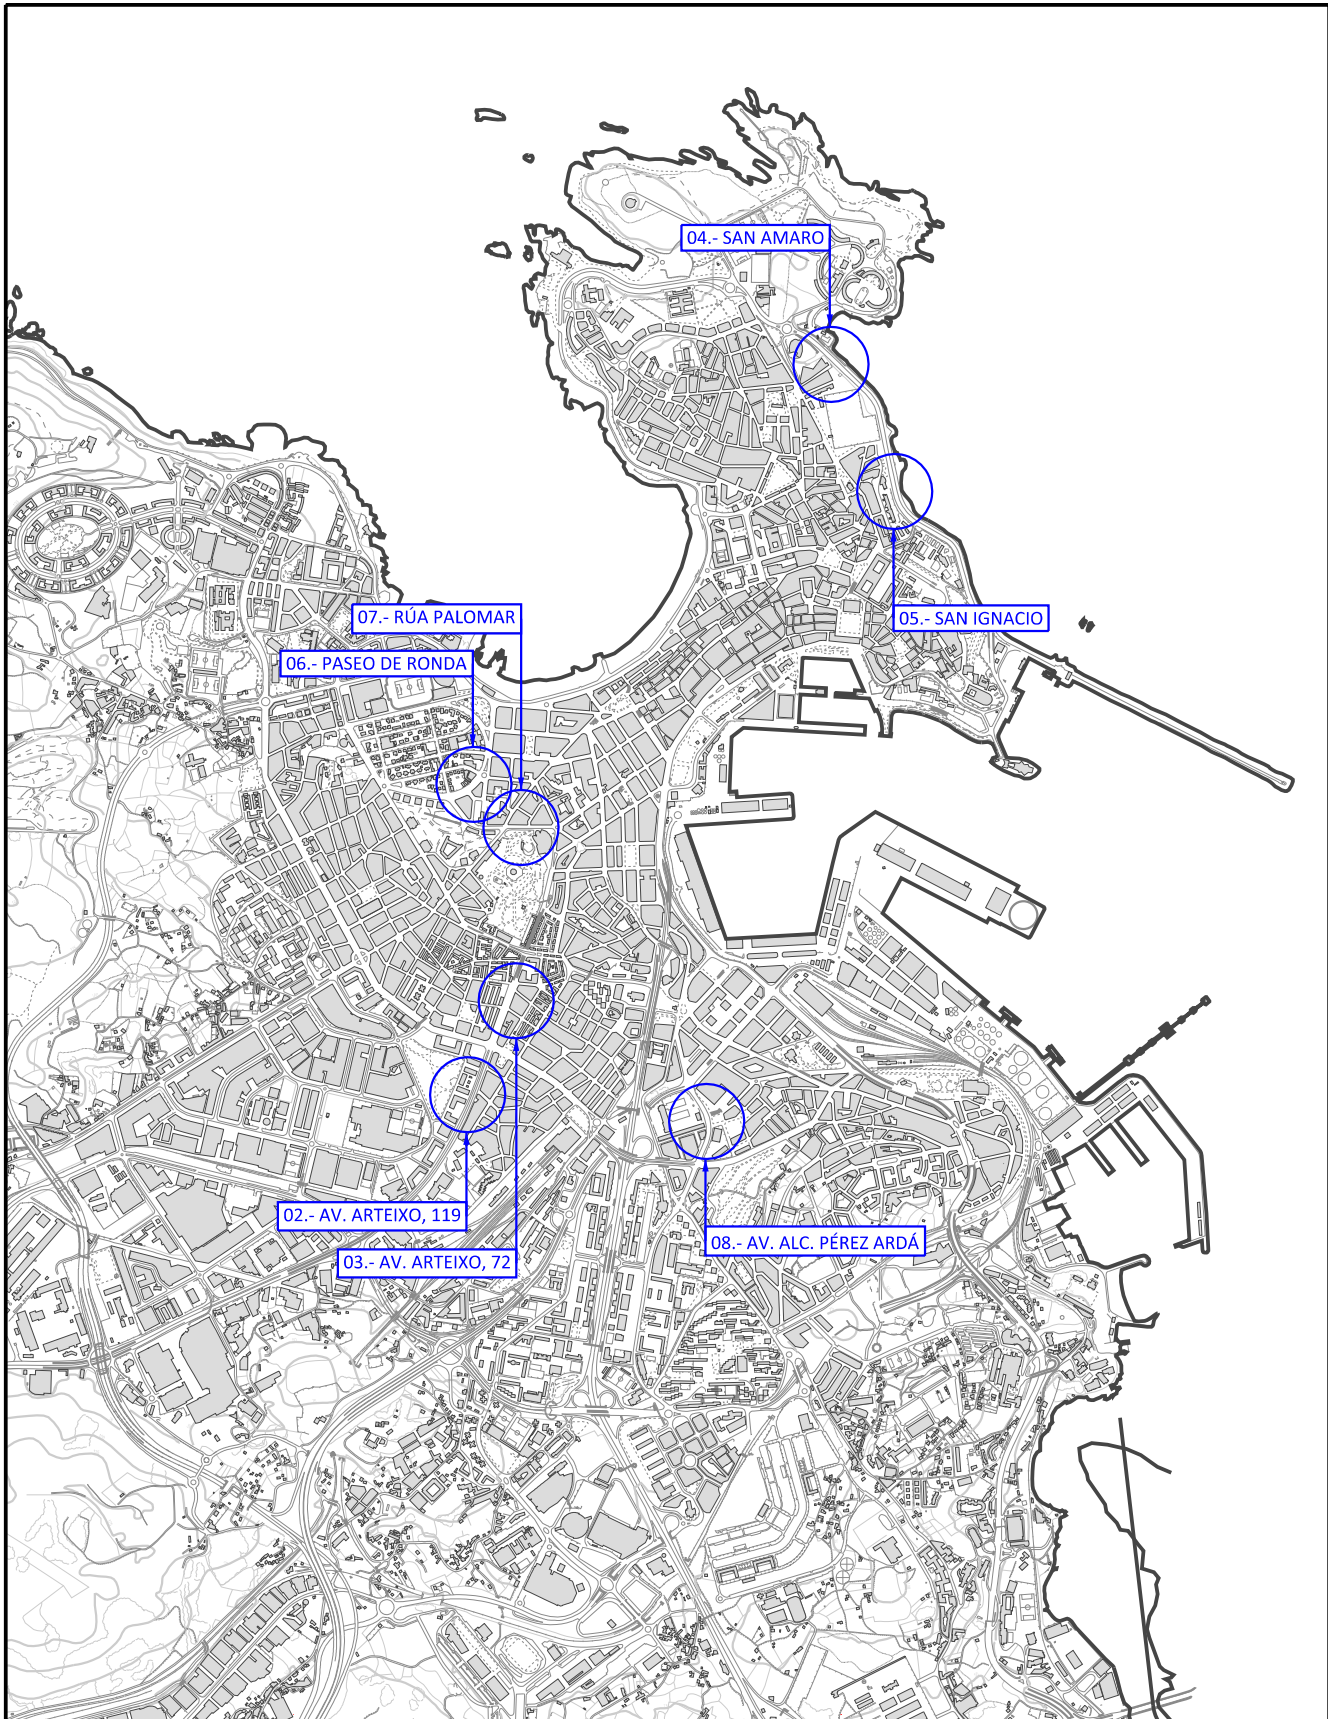 04.- SAN AMARO
07.- RÚA PALOMAR
05.- SAN IGNACIO
06.- PASEO DE RONDA
02.- AV. ARTEIXO, 119
08.- AV. ALC. PÉREZ ARDÁ
03.- AV. ARTEIXO, 72